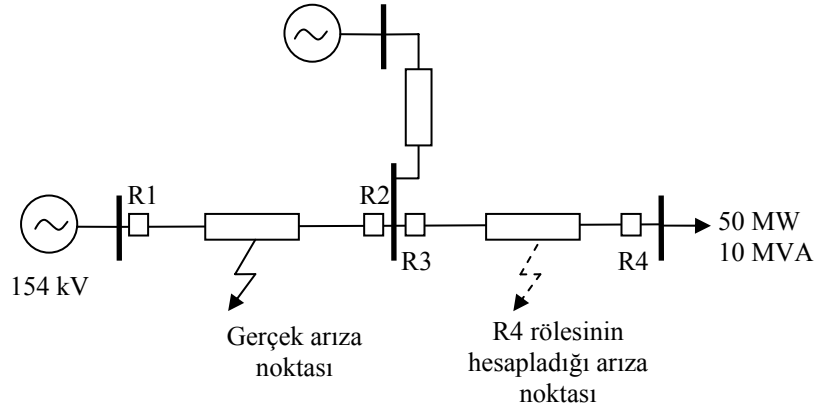 R1
R2
R3
R4
50 MW
10 MVA
154 kV
Gerçek arıza
noktası
R4 rölesinin
hesapladığı arıza
noktası